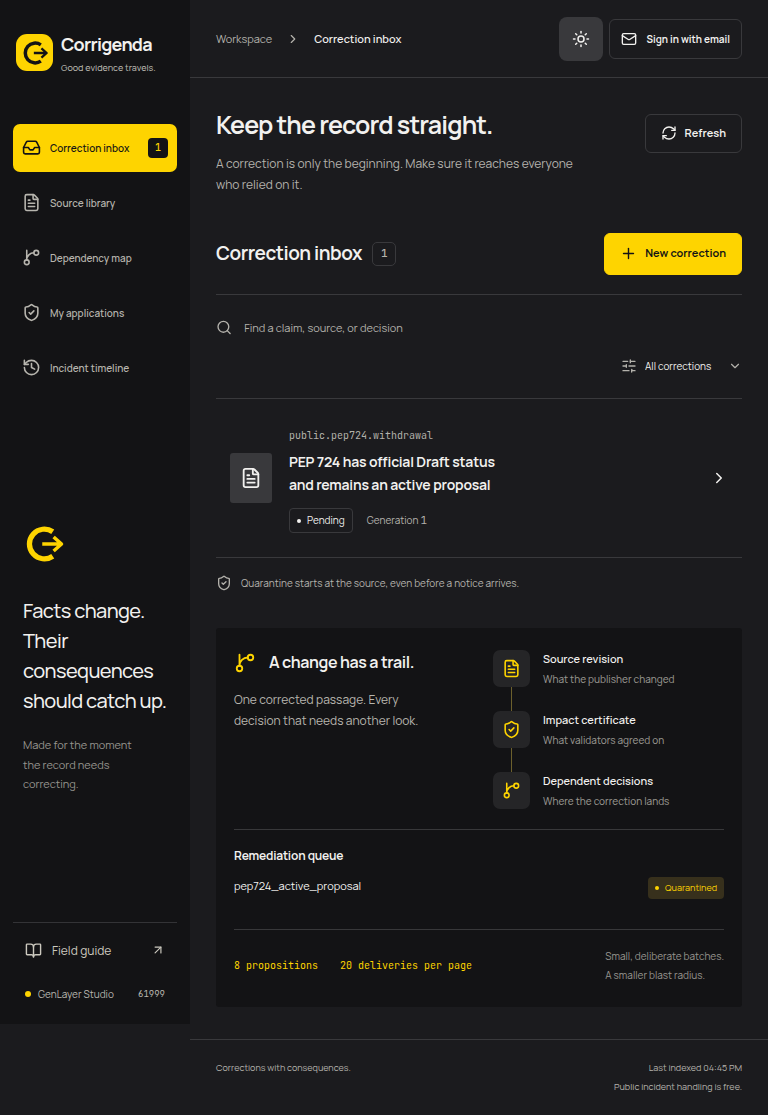 Corrigenda
Good evidence travels.
Correction inbox 1
Source library
Dependency map
My applications
Incident timeline
Facts change.
Their
consequences
should catch up.
Made for the moment
the record needs
correcting.
Field guide
GenLayer Studio 61999
Workspace Correction inbox
Sign in with email
Keep the record straight.
A correction is only the beginning. Make sure it reaches everyone
who relied on it.
Refresh
Correction inbox 1
New correction
Find a claim, source, or decision
All corrections
public.pep724.withdrawal
PEP 724 has official Draft status
and remains an active proposal
Pending Generation 1
Quarantine starts at the source, even before a notice arrives.
A change has a trail.
One corrected passage. Every
decision that needs another look.
Source revision
What the publisher changed
Impact certificate
What validators agreed on
Dependent decisions
Where the correction lands
Remediation queue
pep724_active_proposal Quarantined
8 propositions 20 deliveries per page
Small, deliberate batches.
A smaller blast radius.
Corrections with consequences.
Last indexed 04:45 PM
Public incident handling is free.